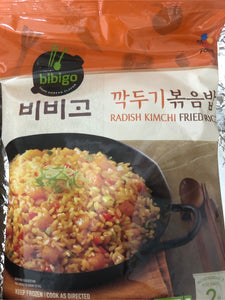 bibigo
비비고
깍두기볶음밥
RADISH KIMCHI FRIED RICE
KEEP FROZEN | COOK AS DIRECTED
2